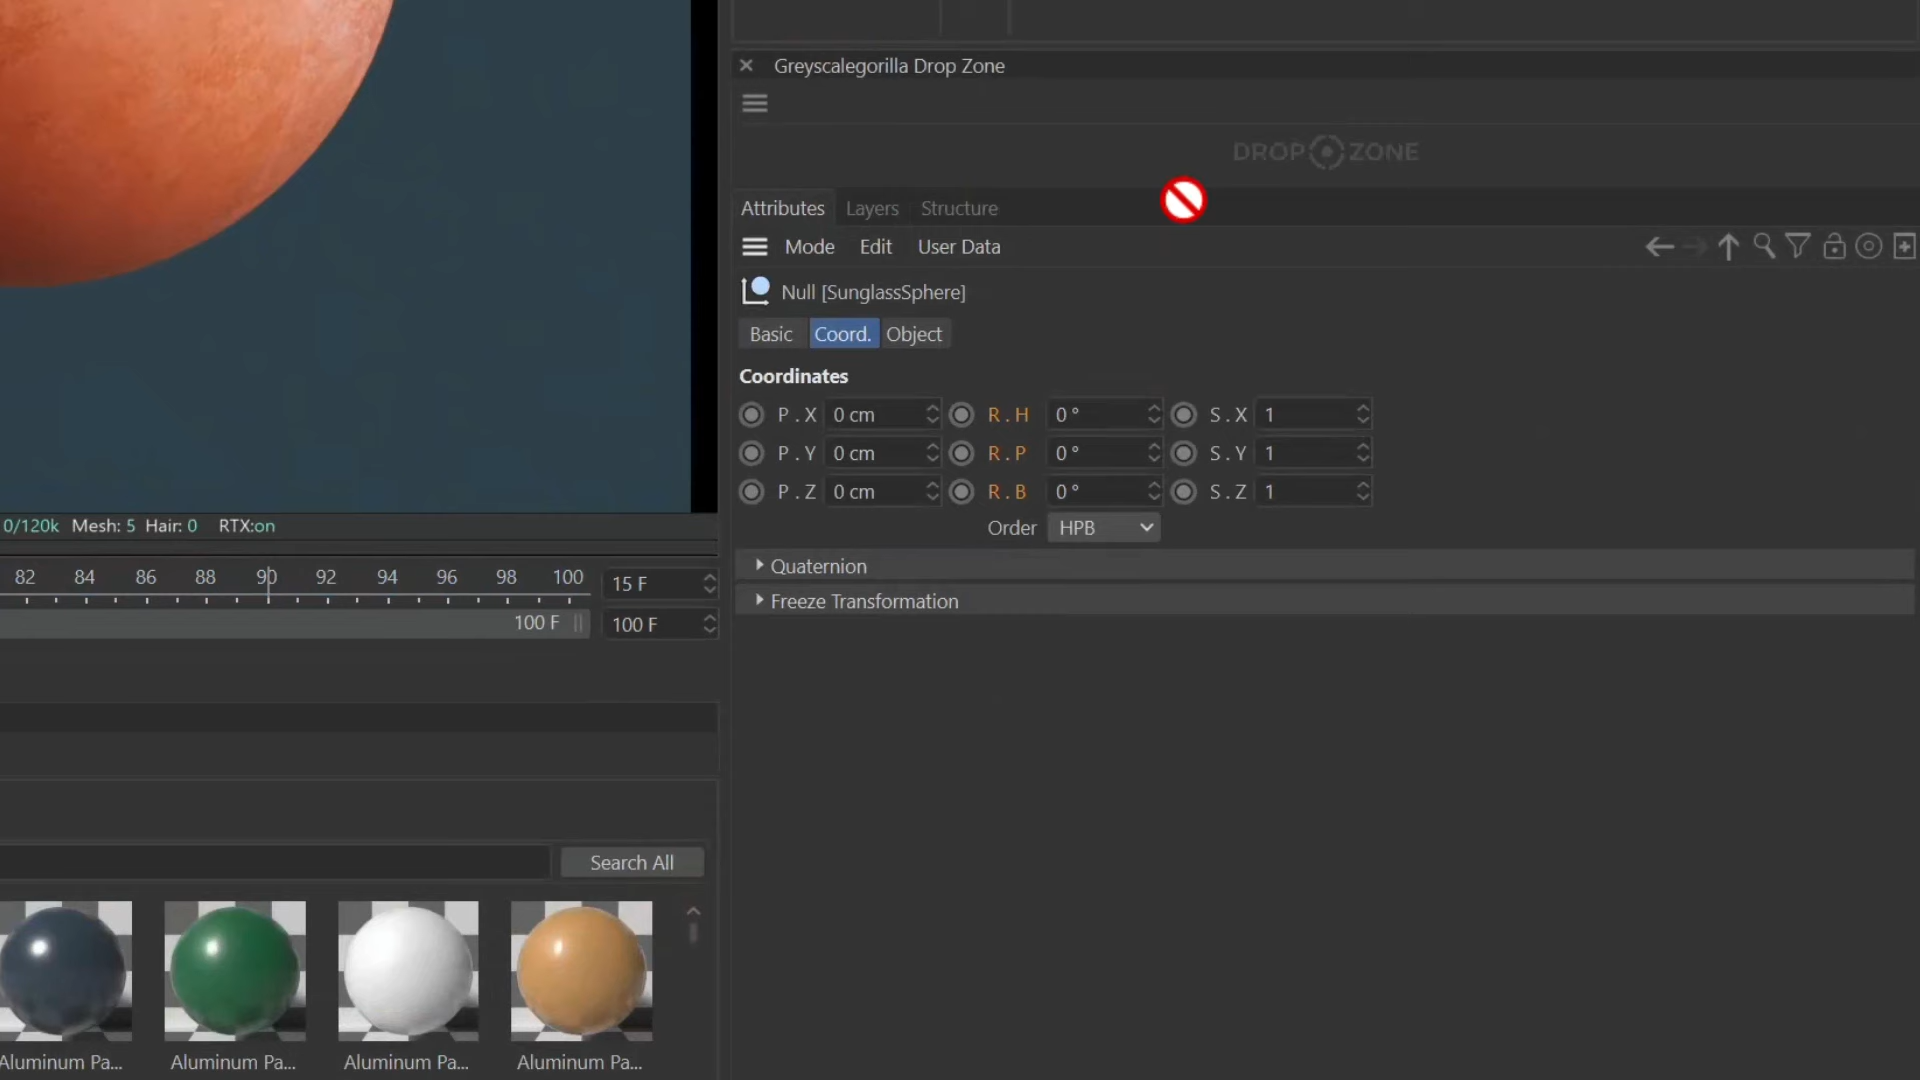 Greyscalegorilla Drop Zone
DROP ZONE
Attributes Layers Structure
Mode Edit User Data
Null [SunglassSphere]
Basic Coord. Object
Coordinates
P . X 0 cm R . H 0 ° S . X 1
P . Y 0 cm R . P 0 ° S . Y 1
P . Z 0 cm R . B 0 ° S . Z 1
Order HPB
Quaternion
Freeze Transformation
0/120k Mesh: 5 Hair: 0 RTX:on
82 84 86 88 90 92 94 96 98 100 15 F
100 F 100 F
Search All
Aluminum Pa... Aluminum Pa... Aluminum Pa... Aluminum Pa...